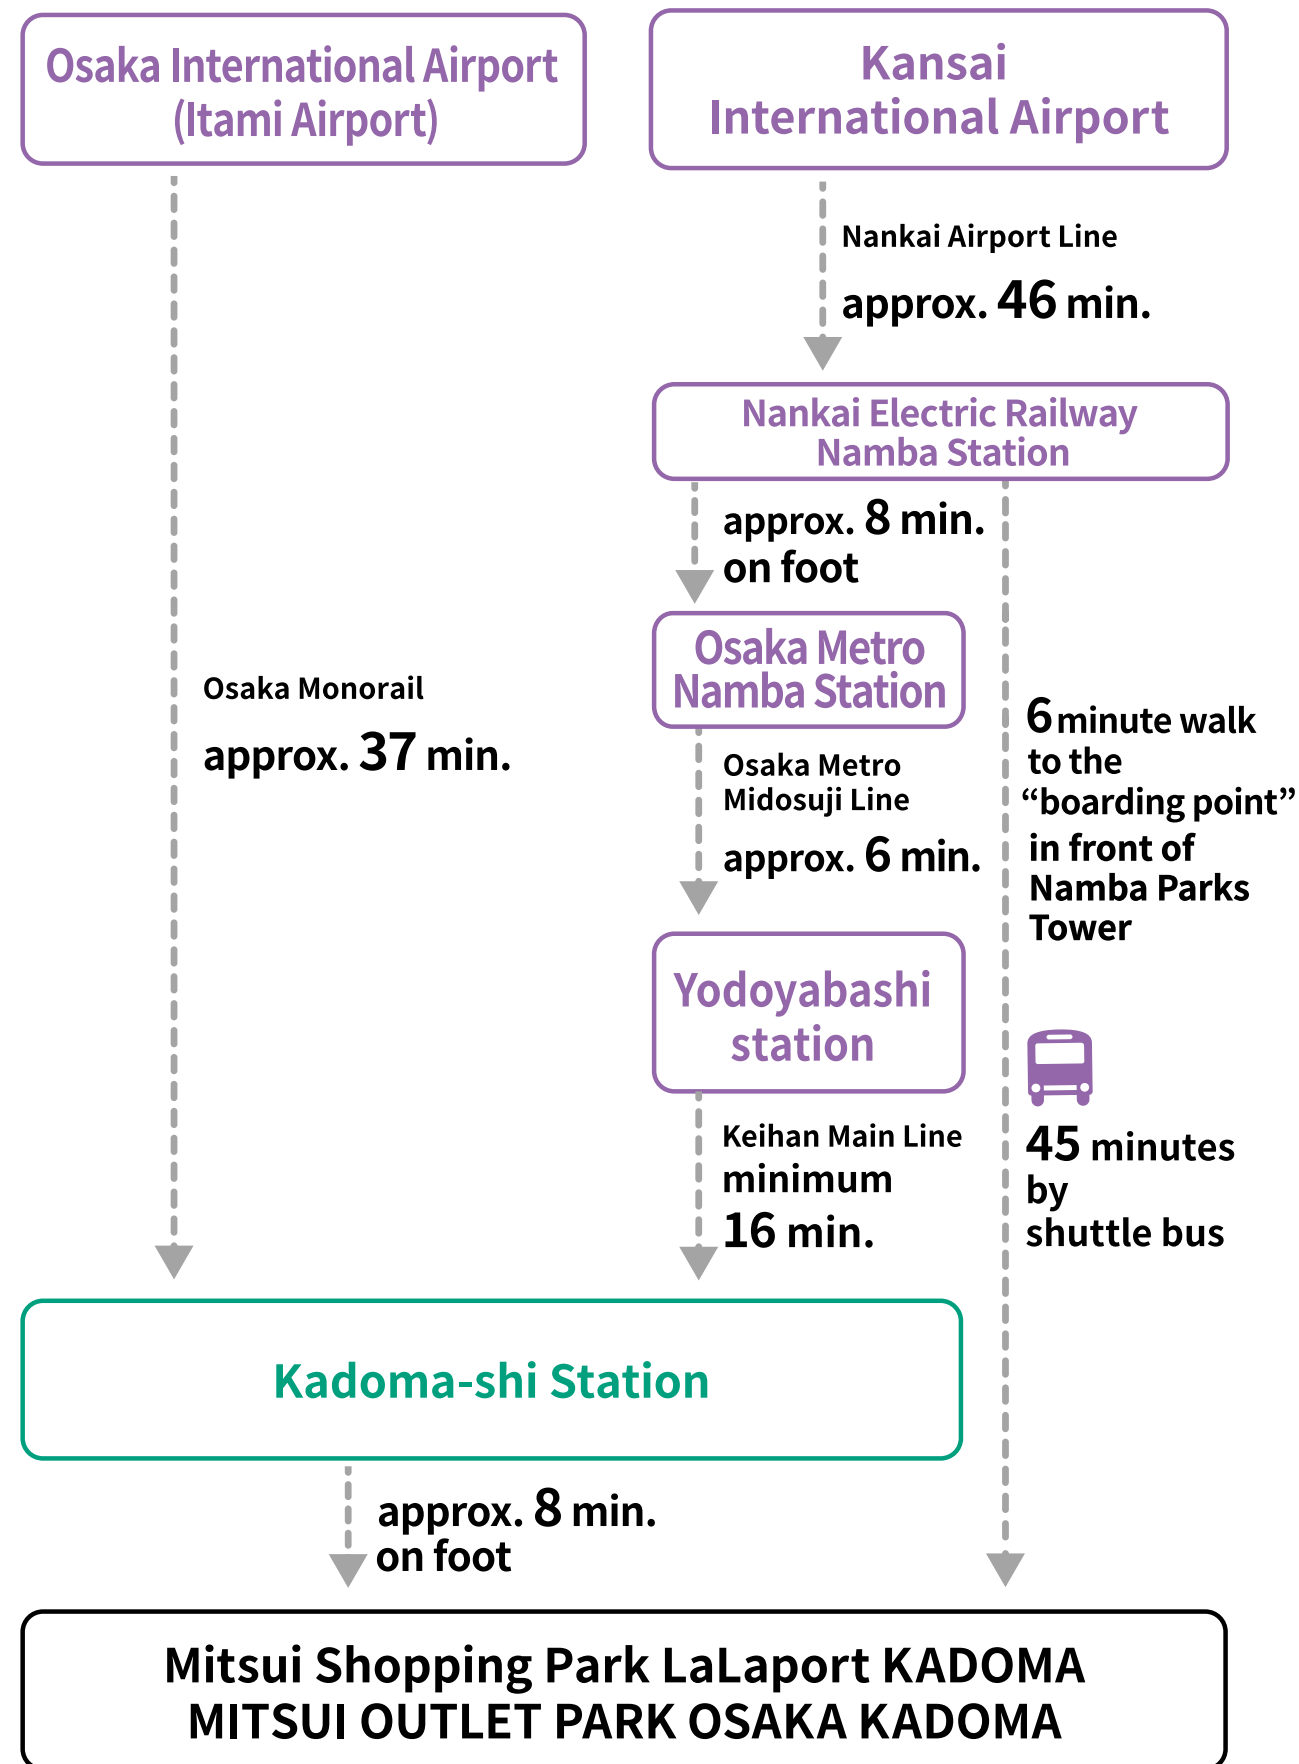 Osaka International Airport
(Itami Airport)
Kansai
International Airport
Nankai Airport Line
approx. 46 min.
Nankai Electric Railway
Namba Station
approx. 8 min.
on foot
Osaka Metro
Namba Station
Osaka Monorail
approx. 37 min.
Osaka Metro
Midosuji Line
approx. 6 min.
6 minute walk
to the
“boarding point”
in front of
Namba Parks
Tower
Yodoyabashi
station
Keihan Main Line
minimum
16 min.
45 minutes
by
shuttle bus
Kadoma-shi Station
approx. 8 min.
on foot
Mitsui Shopping Park LaLaport KADOMA
MITSUI OUTLET PARK OSAKA KADOMA